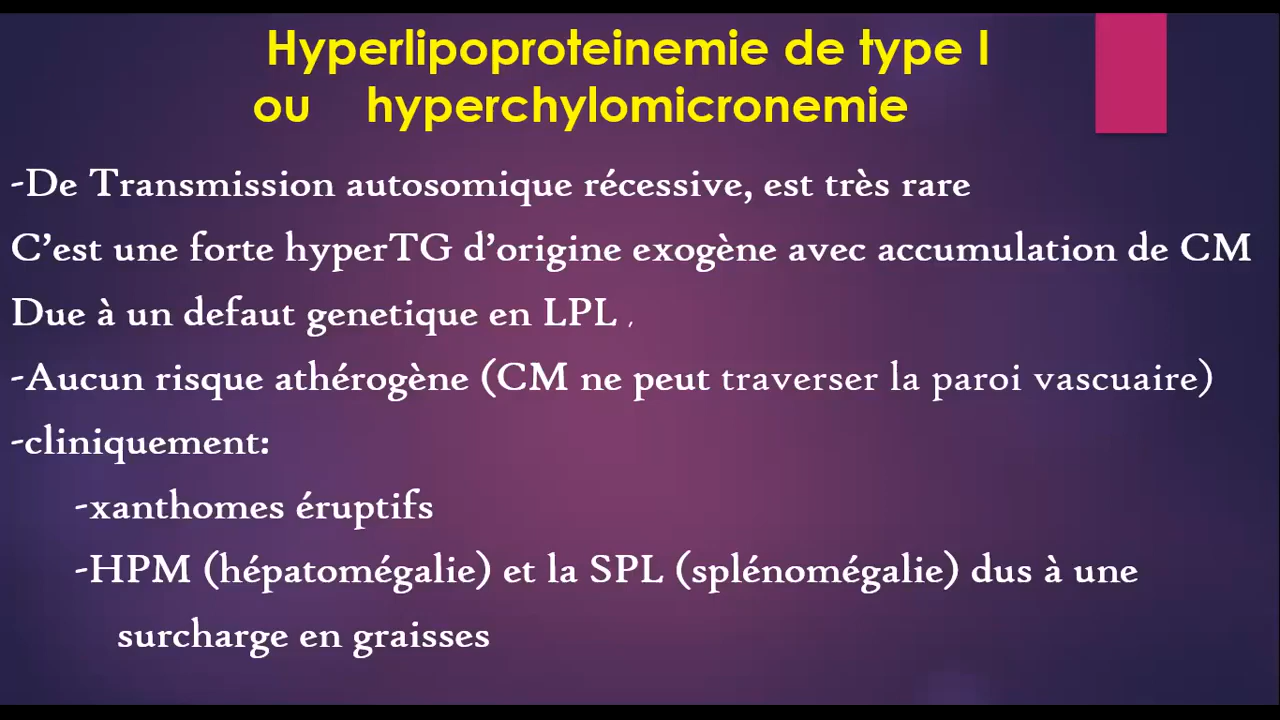 Hyperlipoproteinemie de type I
ou hyperchylomicronemie
-De Transmission autosomique récessive, est très rare
C’est une forte hyperTG d’origine exogène avec accumulation de CM
Due à un defaut genetique en LPL ,
-Aucun risque athérogène (CM ne peut traverser la paroi vascuaire)
-cliniquement:
-xanthomes éruptifs
-HPM (hépatomégalie) et la SPL (splénomégalie) dus à une
surcharge en graisses